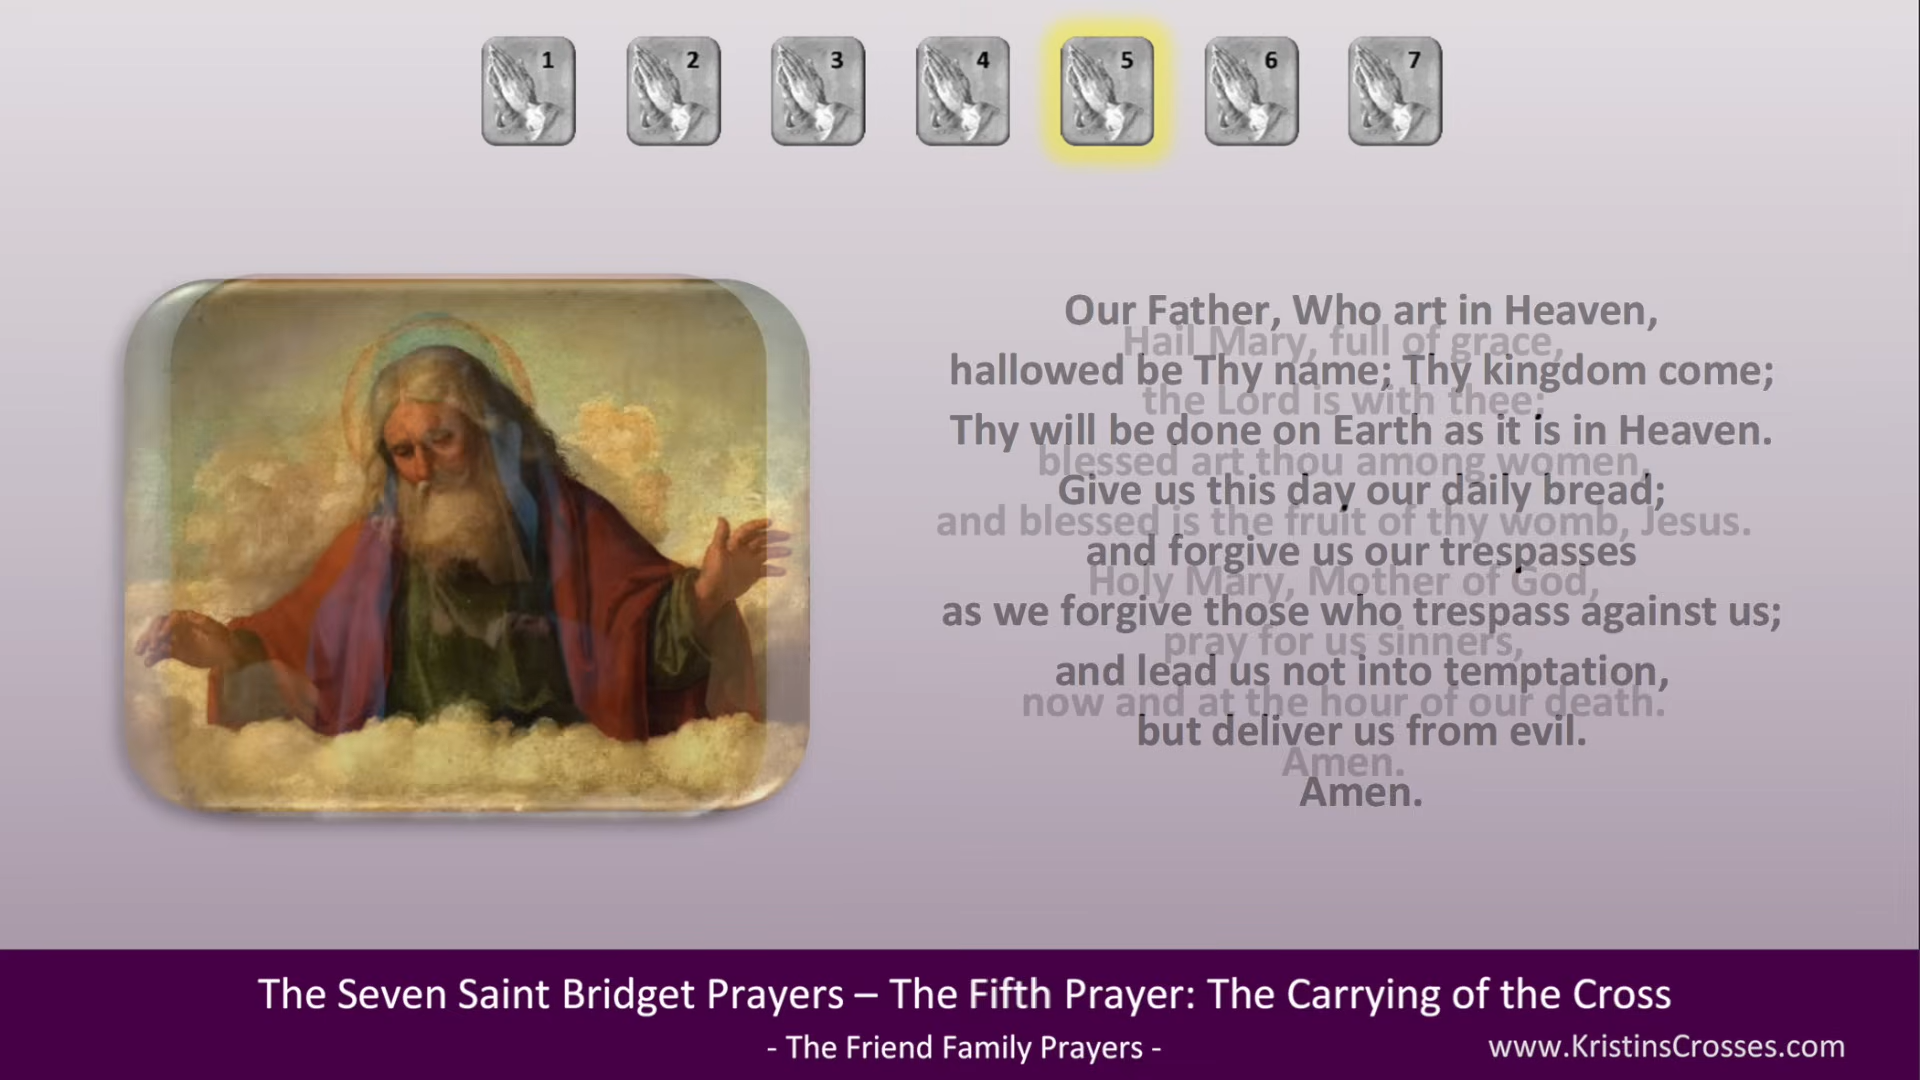 1 2 3 4 5 6 7
Our Father, Who art in Heaven,
hallowed be Thy name; Thy kingdom come;
Thy will be done on Earth as it is in Heaven.
Give us this day our daily bread;
and forgive us our trespasses
as we forgive those who trespass against us;
and lead us not into temptation,
but deliver us from evil.
Amen.
Hail Mary, full of grace,
the Lord is with thee;
blessed art thou among women,
and blessed is the fruit of thy womb, Jesus.
Holy Mary, Mother of God,
pray for us sinners,
now and at the hour of our death.
Amen.
The Seven Saint Bridget Prayers – The Fifth Prayer: The Carrying of the Cross
- The Friend Family Prayers -
www.KristinsCrosses.com